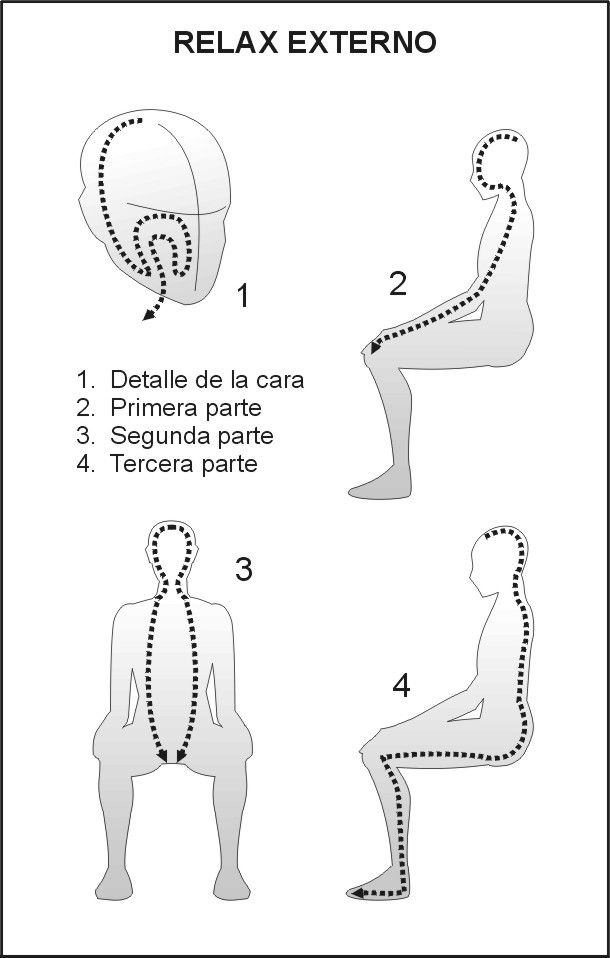 RELAX EXTERNO
1
2
1. Detalle de la cara
2. Primera parte
3. Segunda parte
4. Tercera parte
3
4